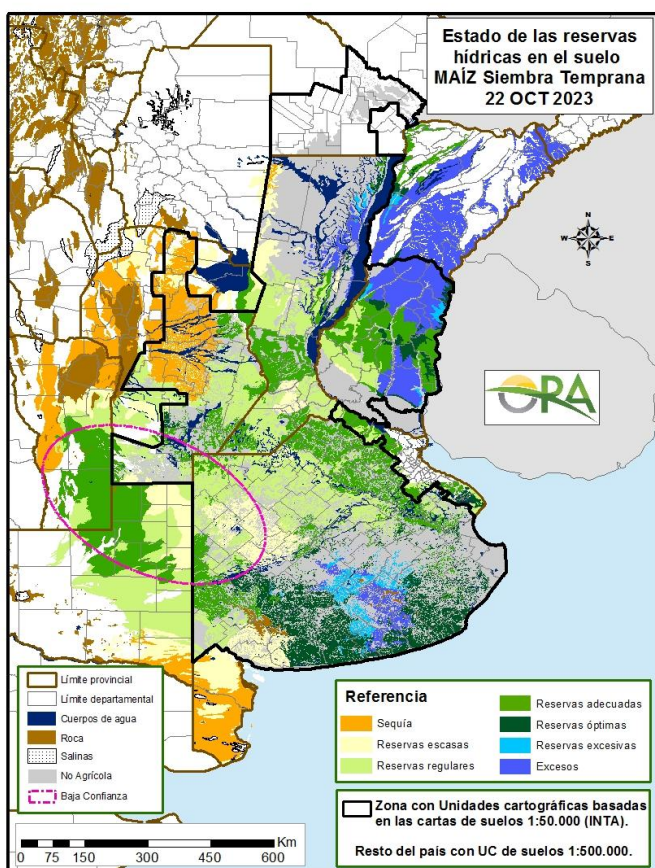 Estado de las reservas
hídricas en el suelo
MAÍZ Siembra Temprana
22 OCT 2023
N
W
E
S
ORA
Límite provincial
Límite departamental
Cuerpos de agua
Roca
Salinas
No Agrícola
Baja Confianza
Referencia
Sequía
Reservas escasas
Reservas regulares
Reservas adecuadas
Reservas óptimas
Reservas excesivas
Excesos
Zona con Unidades cartográficas basadas
en las cartas de suelos 1:50.000 (INTA).
Resto del país con UC de suelos 1:500.000.
Km
0 75 150 300 450 600